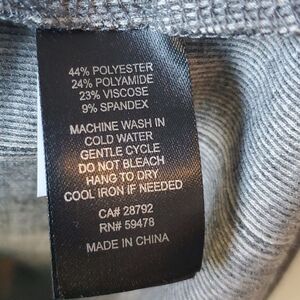 44% POLYESTER
24% POLYAMIDE
23% VISCOSE
9% SPANDEX
MACHINE WASH IN
COLD WATER
GENTLE CYCLE
DO NOT BLEACH
HANG TO DRY
COOL IRON IF NEEDED
CA# 28792
RN# 59478
MADE IN CHINA